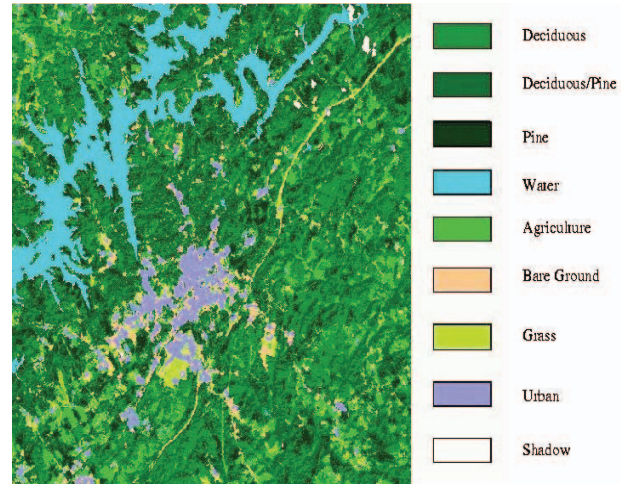 Deciduous
Deciduous/Pine
Pine
Water
Agriculture
Bare Ground
Grass
Urban
Shadow